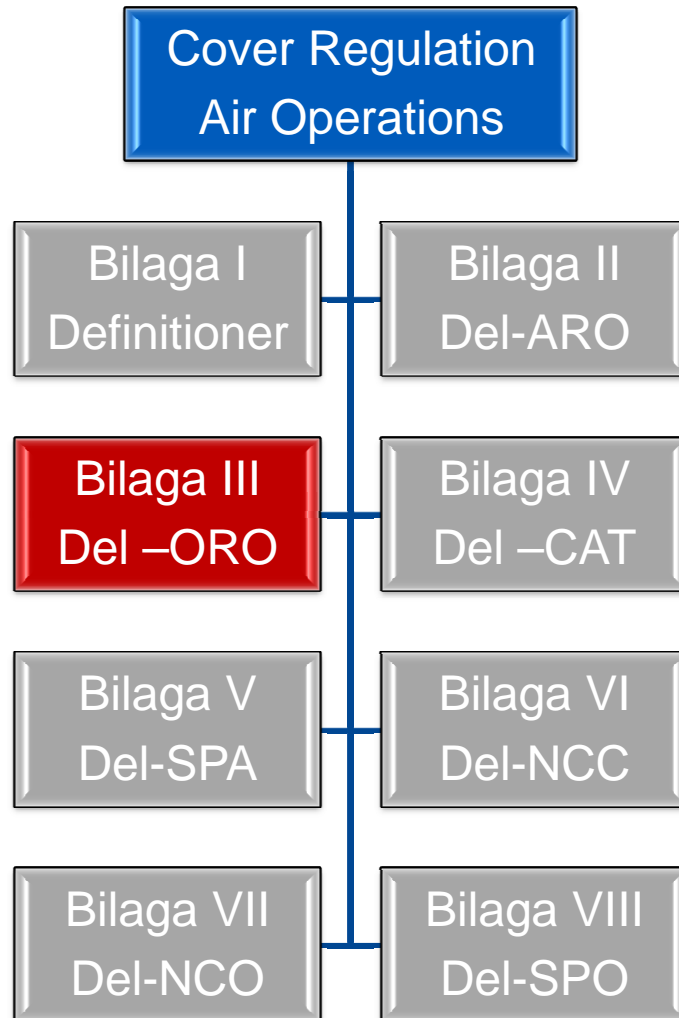 Cover Regulation
Air Operations
Bilaga I
Definitioner
Bilaga II
Del-ARO
Bilaga III
Del –ORO
Bilaga IV
Del –CAT
Bilaga V
Del-SPA
Bilaga VI
Del-NCC
Bilaga VII
Del-NCO
Bilaga VIII
Del-SPO